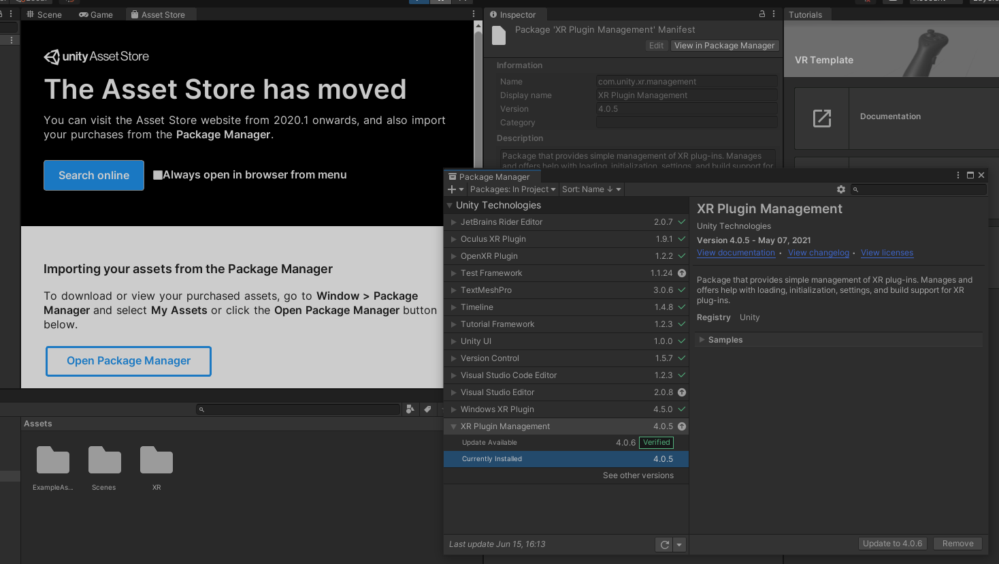 Scene
Game
Asset Store
unity Asset Store
The Asset Store has moved
You can visit the Asset Store website from 2020.1 onwards, and also import
your purchases from the Package Manager.
Search online
Always open in browser from menu
Importing your assets from the Package Manager
To download or view your purchased assets, go to Window > Package
Manager and select My Assets or click the Open Package Manager button
below.
Open Package Manager
Assets
ExampleAs...
Scenes
XR
Inspector
Package 'XR Plugin Management' Manifest
Edit
View in Package Manager
Information
Name com.unity.xr.management
Display name XR Plugin Management
Version 4.0.5
Category
Description
Package that provides simple management of XR plug-ins. Manages
and offers help with loading, initialization, settings, and build support for
Tutorials
VR Template
Documentation
Package Manager
Packages: In Project
Sort: Name ↓
Unity Technologies
JetBrains Rider Editor 2.0.7
Oculus XR Plugin 1.9.1
OpenXR Plugin 1.2.2
Test Framework 1.1.24
TextMeshPro 3.0.6
Timeline 1.4.8
Tutorial Framework 1.2.3
Unity UI 1.0.0
Version Control 1.5.7
Visual Studio Code Editor 1.2.3
Visual Studio Editor 2.0.8
Windows XR Plugin 4.5.0
XR Plugin Management 4.0.5
Update Available 4.0.6 Verified
Currently Installed 4.0.5
See other versions
Last update Jun 15, 16:13
XR Plugin Management
Unity Technologies
Version 4.0.5 - May 07, 2021
View documentation • View changelog • View licenses
Package that provides simple management of XR plug-ins. Manages and
offers help with loading, initialization, settings, and build support for XR
plug-ins.
Registry Unity
Samples
Update to 4.0.6
Remove